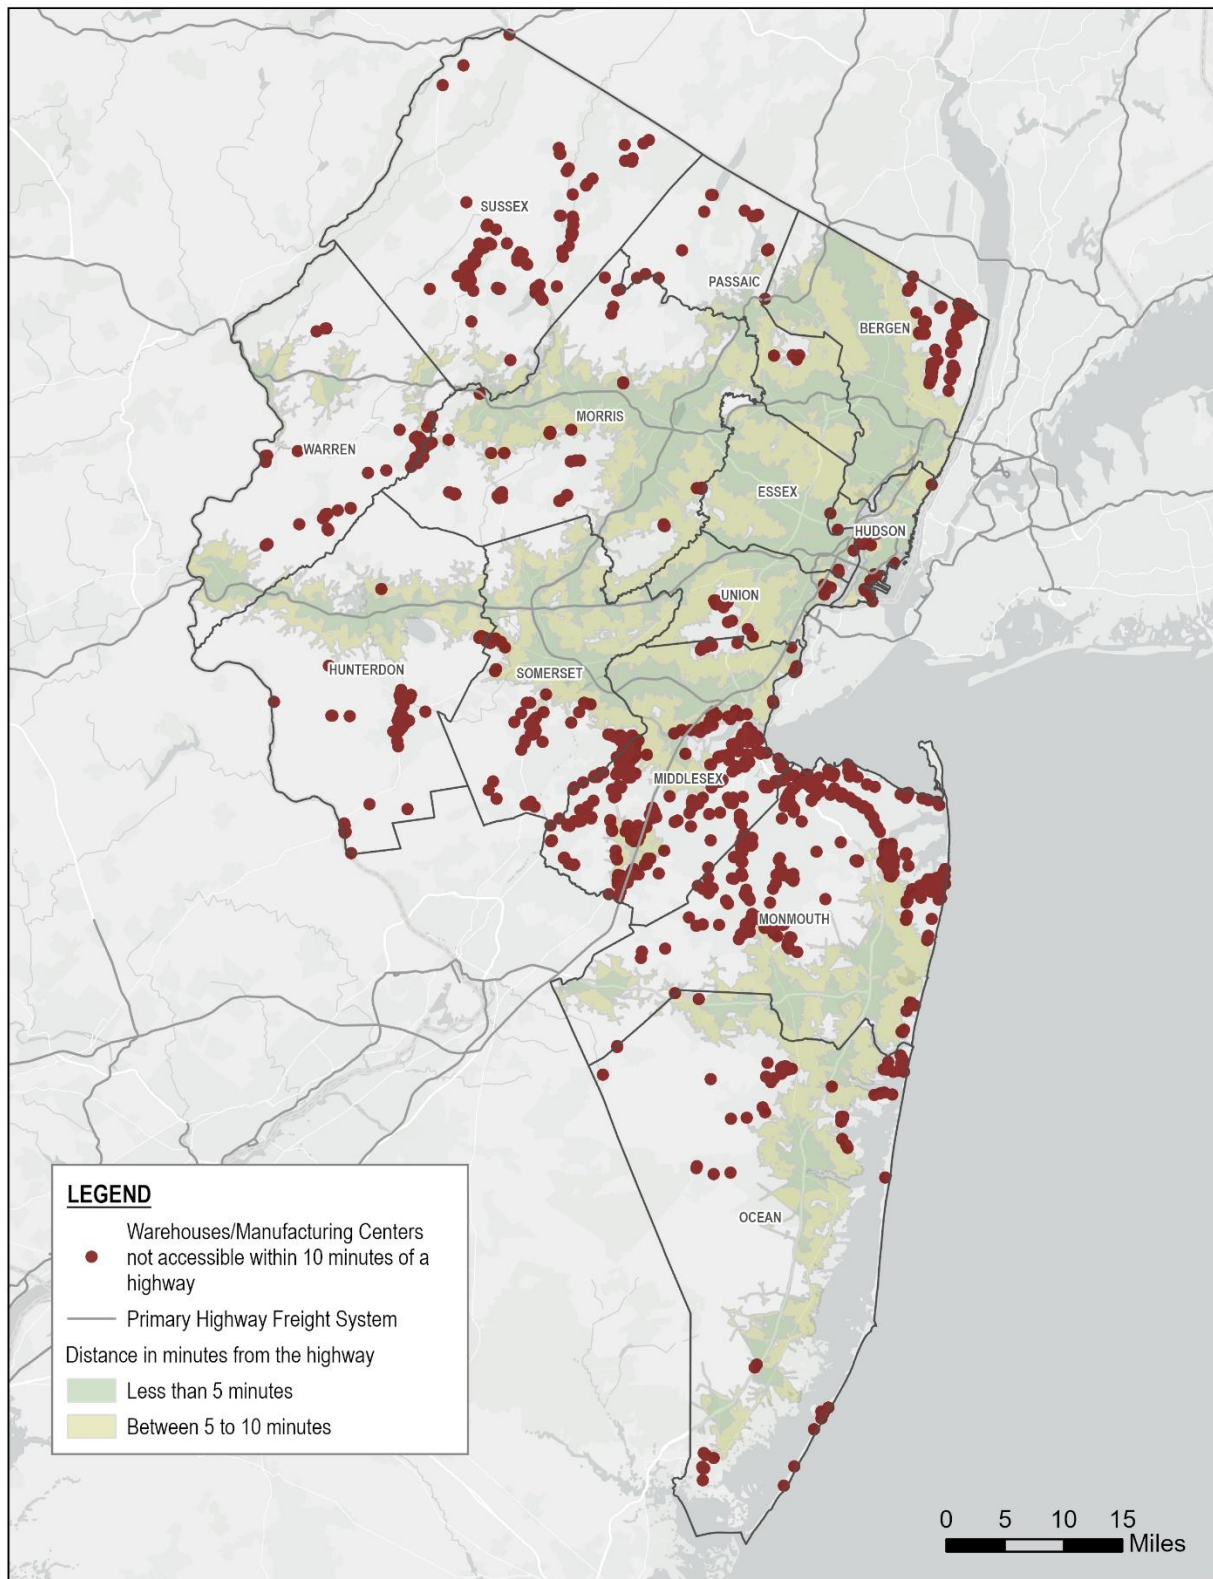 SUSSEX
PASSAIC
BERGEN
MORRIS
WARREN
ESSEX
HUDSON
UNION
HUNTERDON
SOMERSET
MIDDLESEX
MONMOUTH
OCEAN
LEGEND
Warehouses/Manufacturing Centers
not accessible within 10 minutes of a
highway
Primary Highway Freight System
Distance in minutes from the highway
Less than 5 minutes
Between 5 to 10 minutes
0 5 10 15
Miles